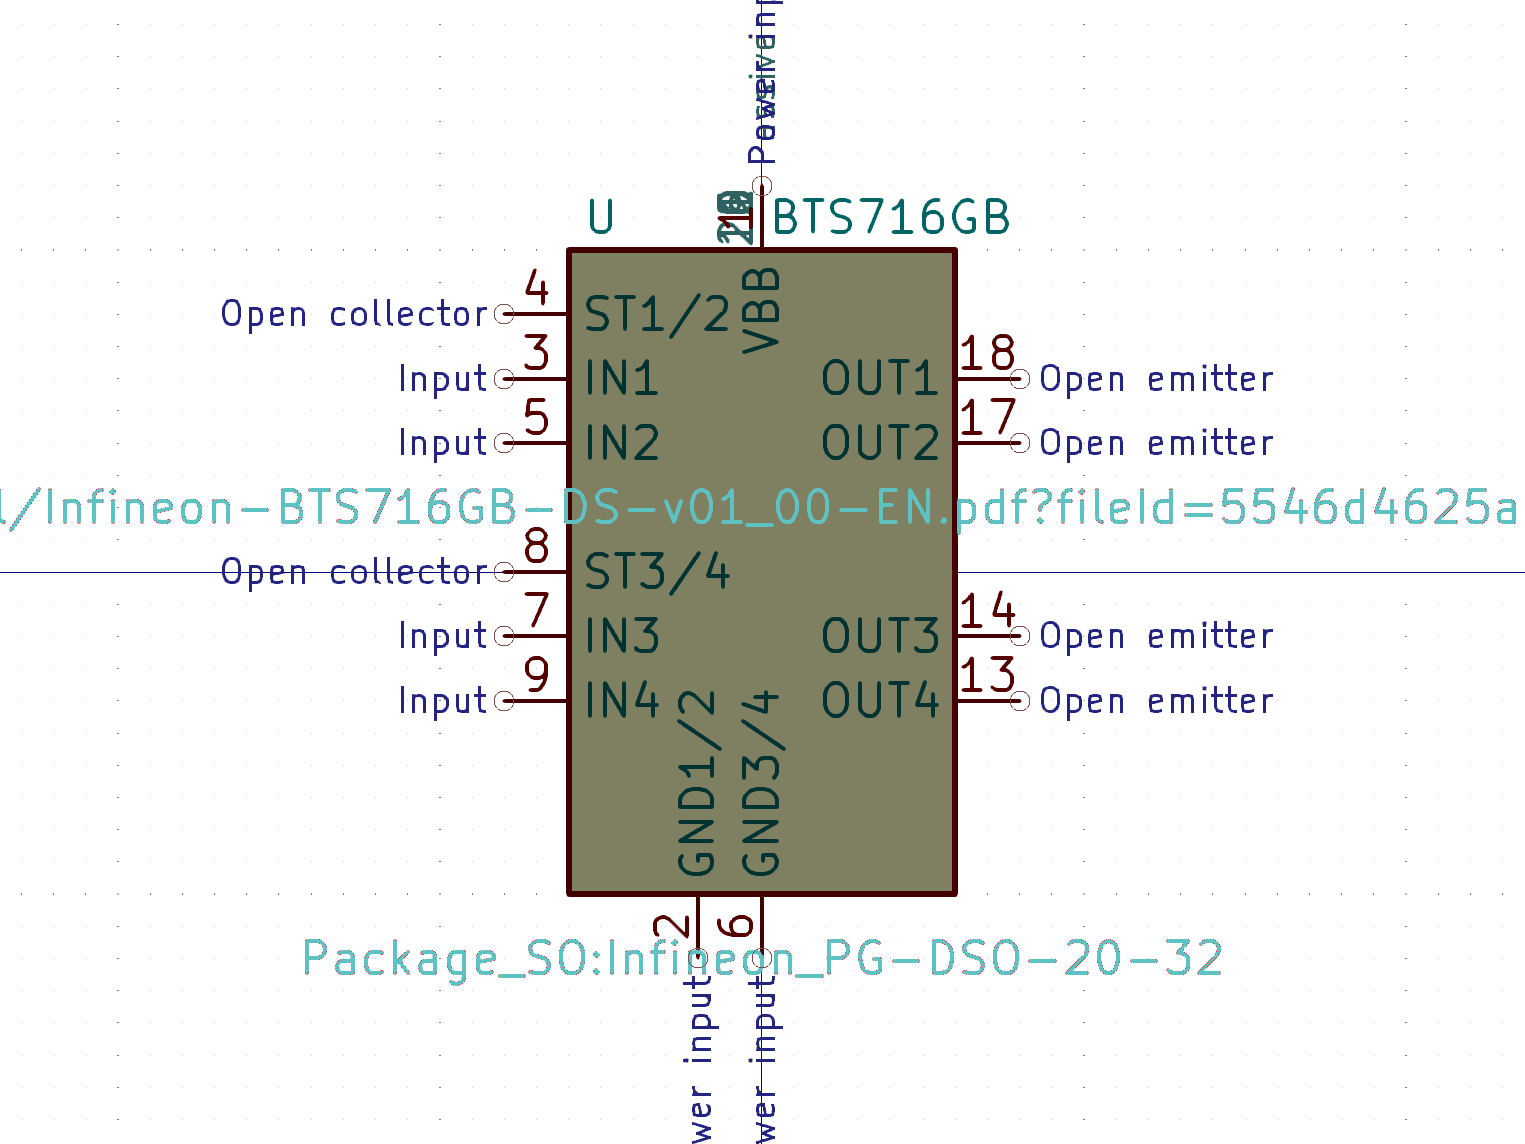 Power inp
U
BTS716GB
VBB
4
Open collector
ST1/2
3
Input
IN1
OUT1
18
Open emitter
5
Input
IN2
OUT2
17
Open emitter
l/Infineon-BTS716GB-DS-v01_00-EN.pdf?fileId=5546d4625a
8
Open collector
ST3/4
7
Input
IN3
OUT3
14
Open emitter
9
Input
IN4
OUT4
13
Open emitter
GND1/2
GND3/4
2
6
Package_SO:Infineon_PG-DSO-20-32
wer input
wer input